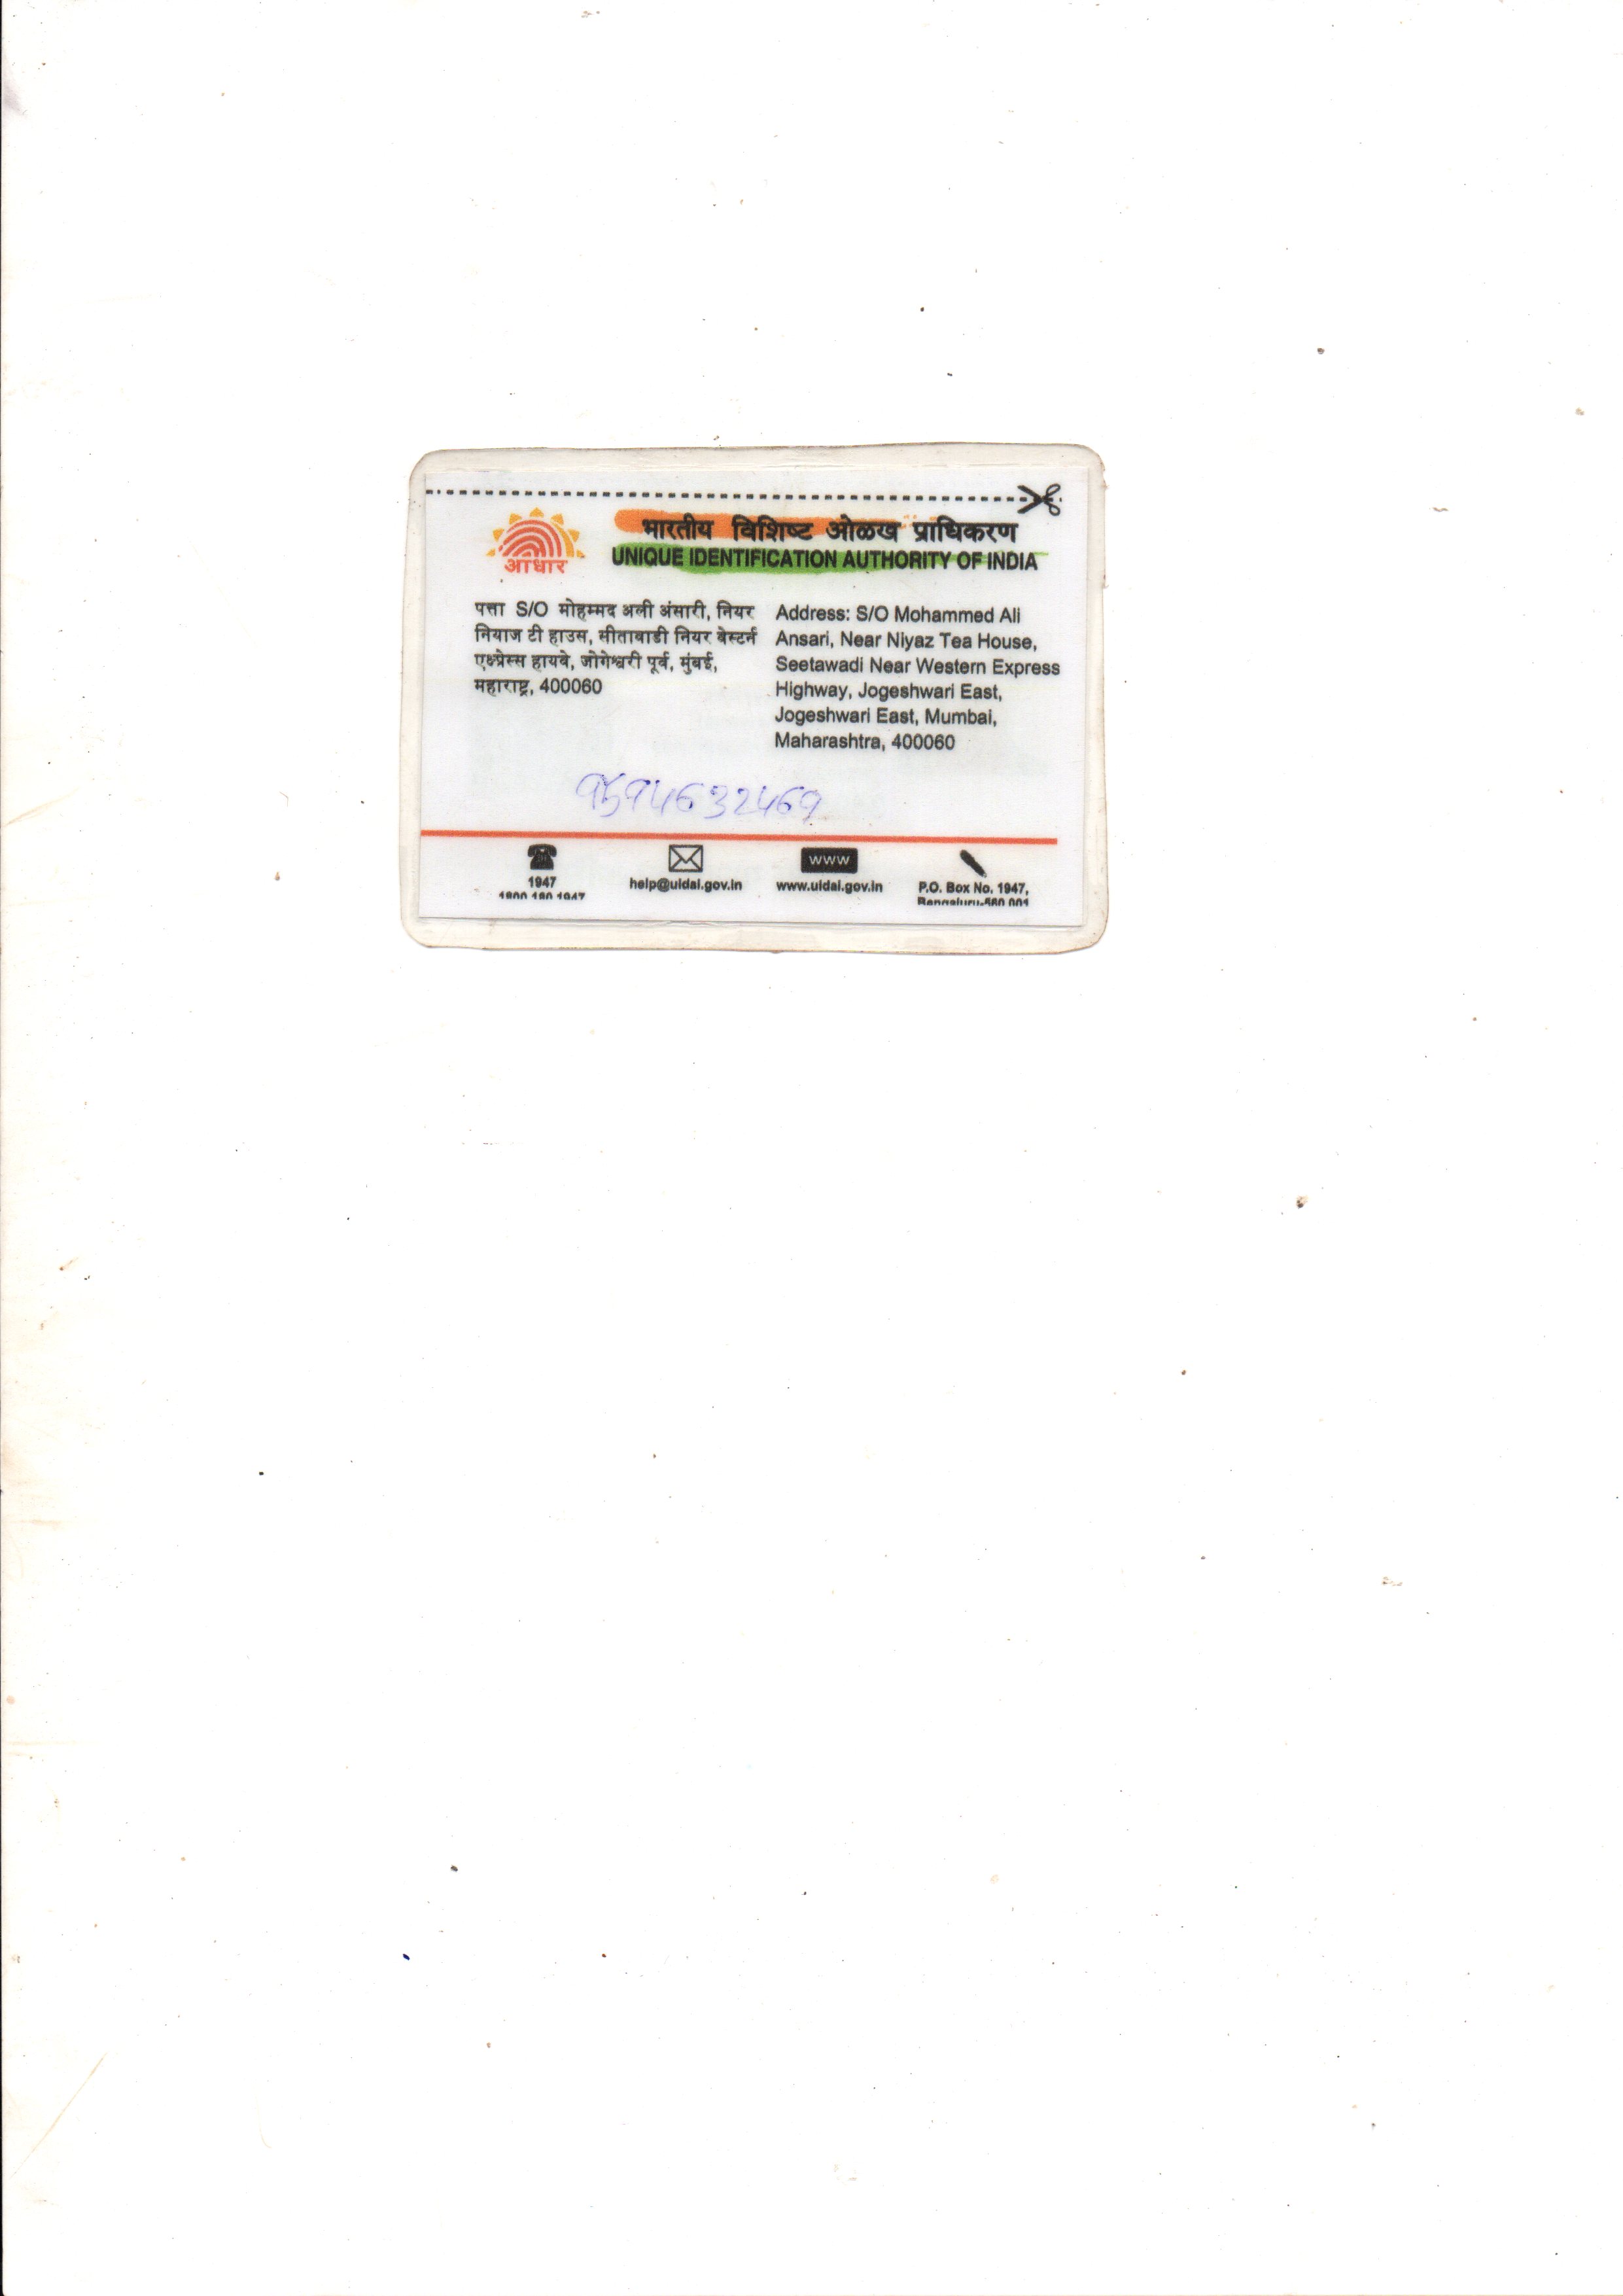 भारतीय विशिष्ट ओळख प्राधिकरण
UNIQUE IDENTIFICATION AUTHORITY OF INDIA
आधार
पत्ता S/O मोहम्मद अली अंसारी, नियर
नियाज टी हाउस, सीतावाडी नियर वेस्टर्न
एक्ष्प्रेस्स हायवे, जोगेश्वरी पूर्व, मुंबई,
महाराष्ट्र, 400060
Address: S/O Mohammed Ali
Ansari, Near Niyaz Tea House,
Seetawadi Near Western Express
Highway, Jogeshwari East,
Jogeshwari East, Mumbai,
Maharashtra, 400060
9594632469
1947
1800 180 1947
help@uidai.gov.in
WWW
www.uidai.gov.in
P.O. Box No. 1947,
Bengaluru-560 001